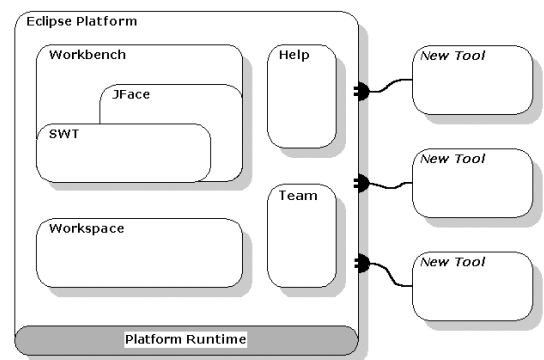 Eclipse Platform
Workbench
JFace
SWT
Workspace
Help
Team
Platform Runtime
New Tool
New Tool
New Tool